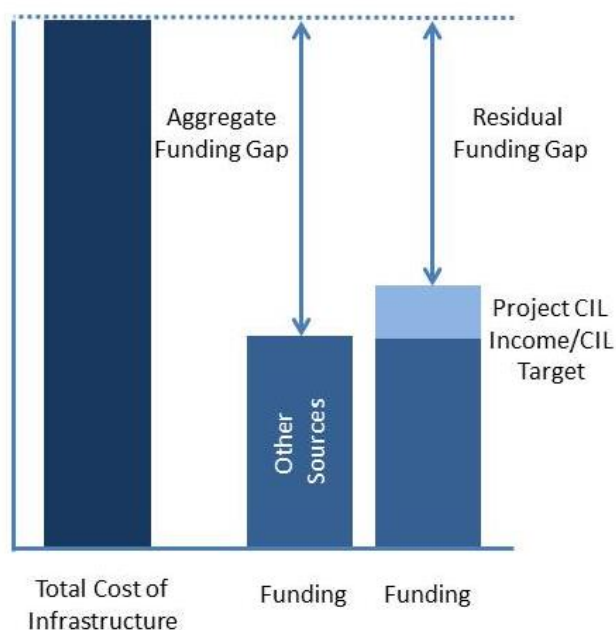 Aggregate
Funding Gap
Residual
Funding Gap
Project CIL
Income/CIL
Target
Other
Sources
Total Cost of
Infrastructure
Funding
Funding